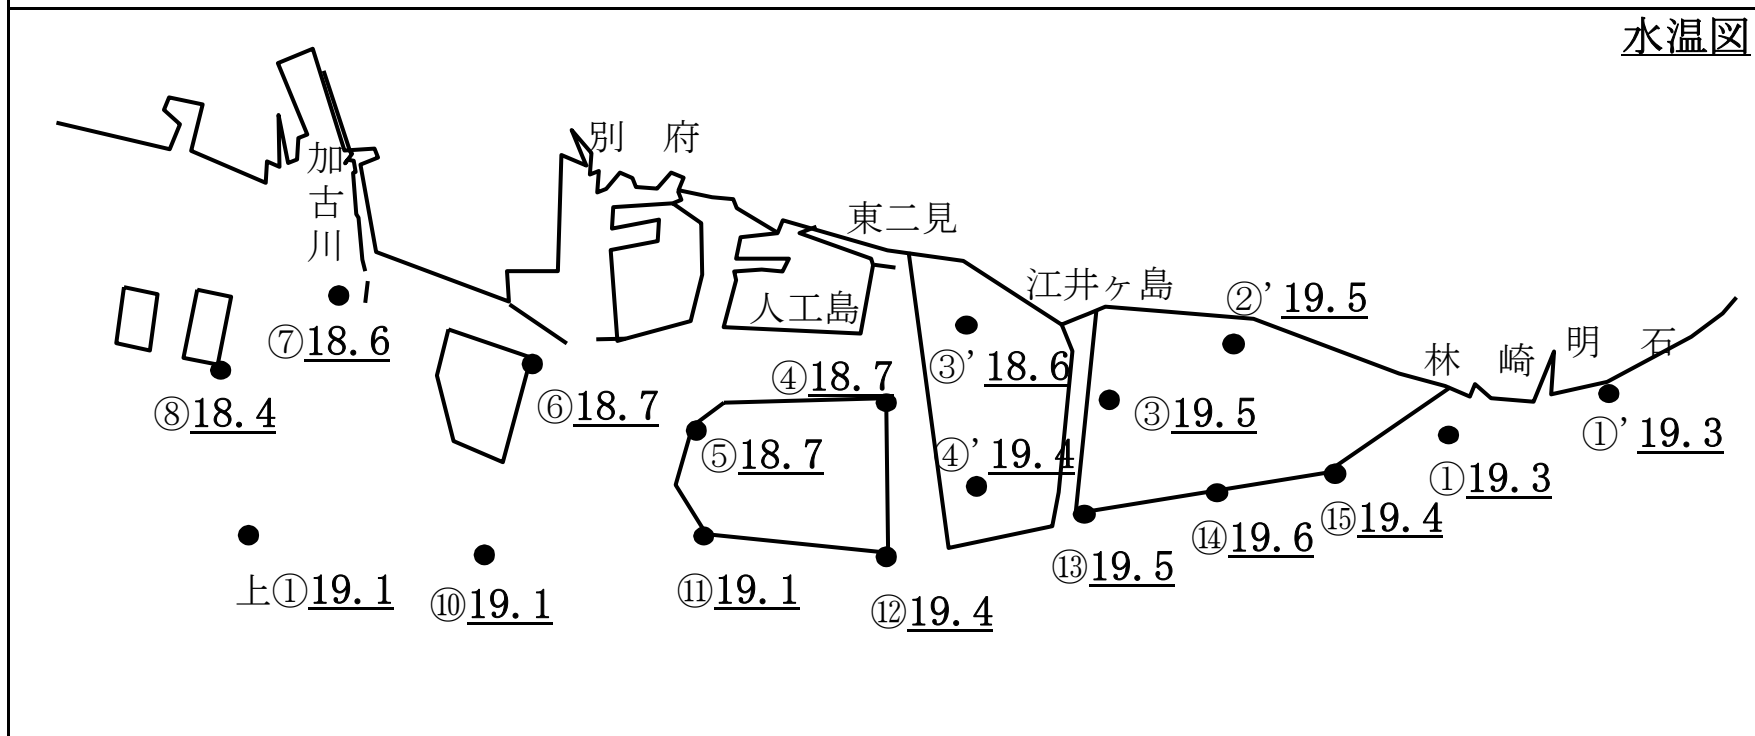 水温図
別 府
加古川
東二見
江井ヶ島
②' 19.5
人工島
⑦18.6
林 崎
明 石
③' 18.6
④18.7
⑧18.4
⑥18.7
③19.5
①' 19.3
⑤18.7
④' 19.4
①19.3
⑭19.6
⑮19.4
⑬19.5
上①19.1
⑩19.1
⑪19.1
⑫19.4